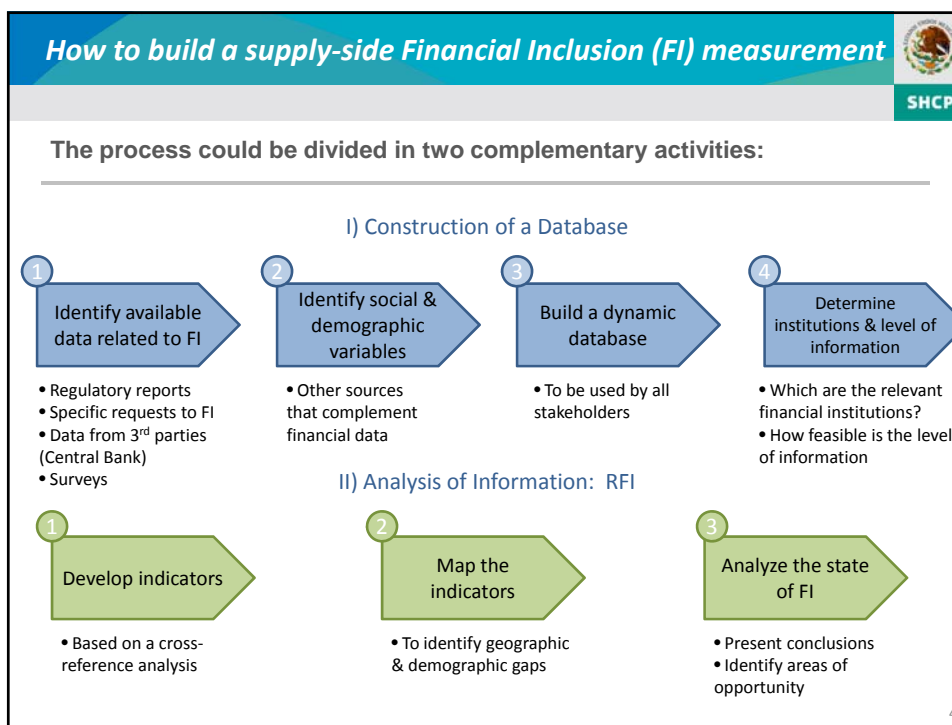 How to build a supply-side Financial Inclusion (FI) measurement
SHCP
The process could be divided in two complementary activities:
I) Construction of a Database
1
Identify available
data related to FI
• Regulatory reports
• Specific requests to FI
• Data from 3rd parties
(Central Bank)
• Surveys
2
Identify social &
demographic
variables
• Other sources
that complement
financial data
3
Build a dynamic
database
• To be used by all
stakeholders
4
Determine
institutions & level of
information
• Which are the relevant
financial institutions?
• How feasible is the level
of information
II) Analysis of Information: RFI
1
Develop indicators
• Based on a cross-
reference analysis
2
Map the
indicators
• To identify geographic
& demographic gaps
3
Analyze the state
of FI
• Present conclusions
• Identify areas of
opportunity